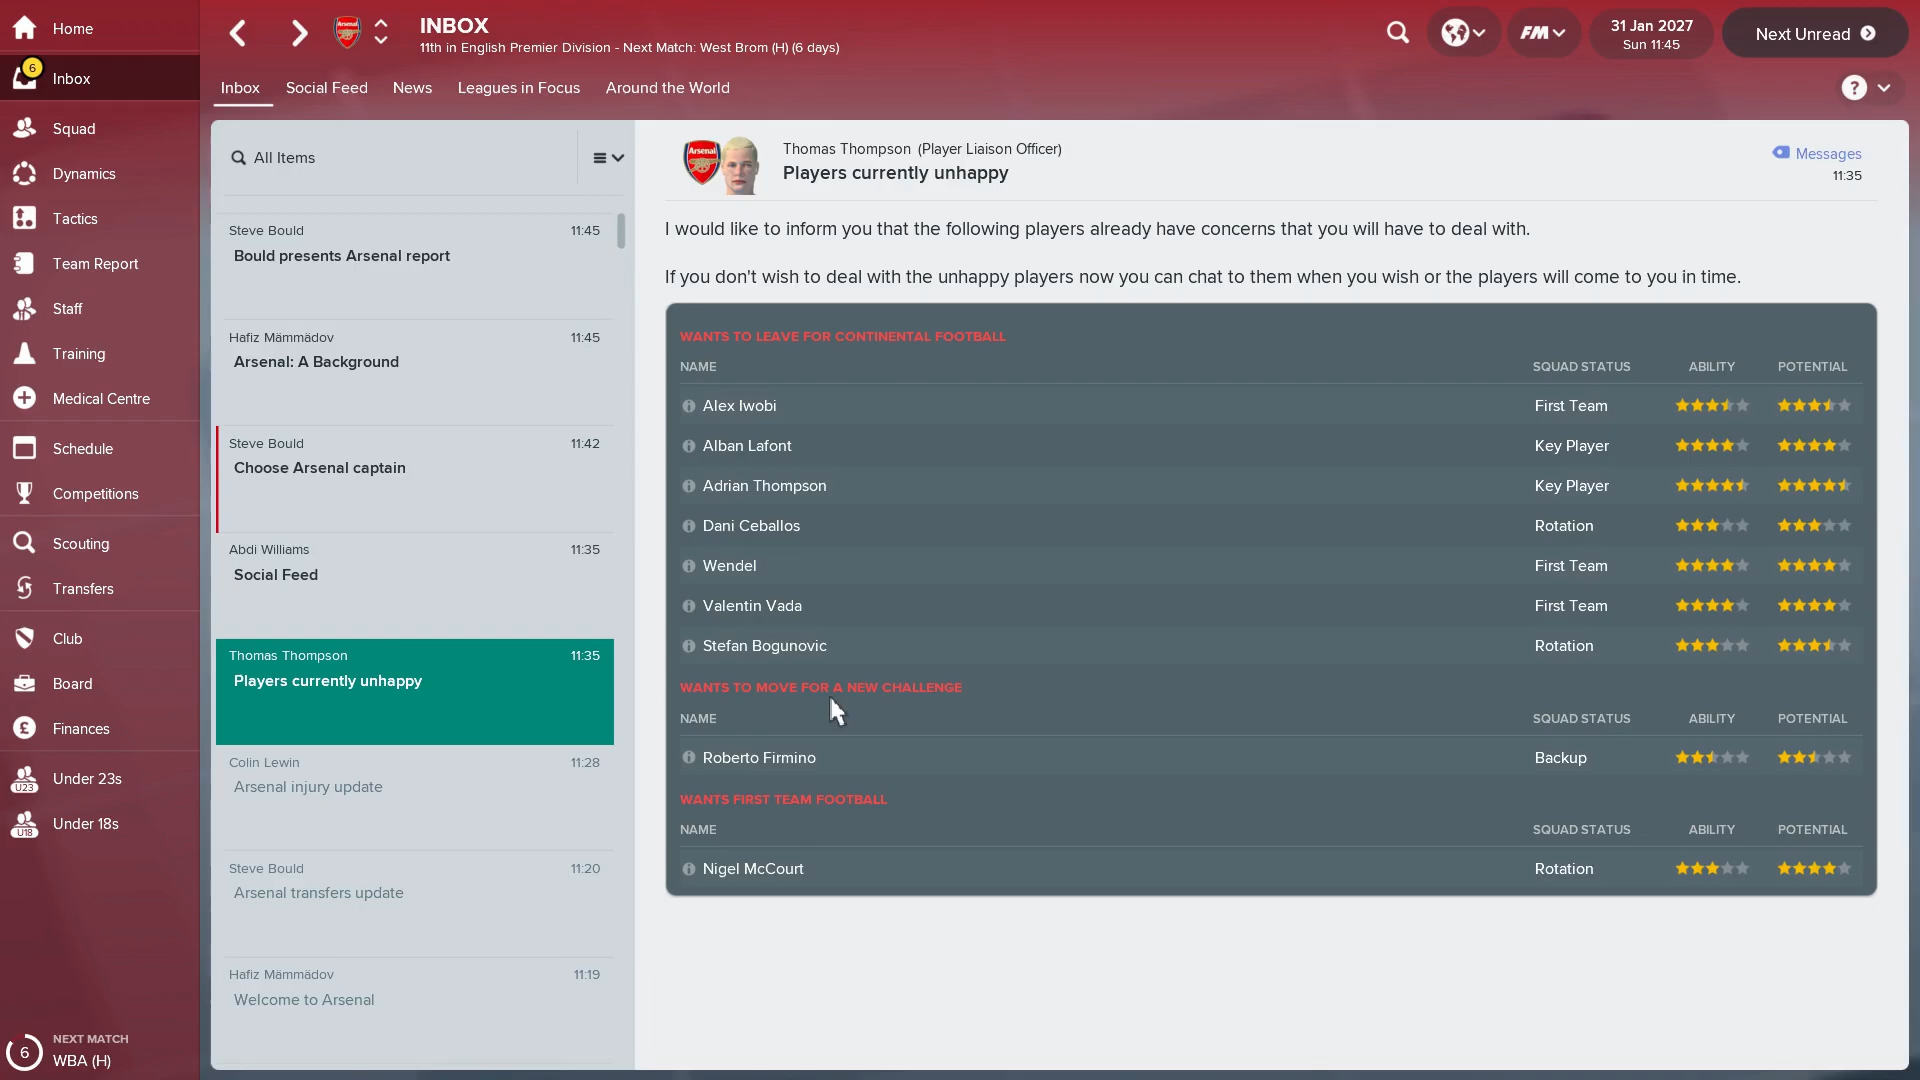 Home
6
Inbox
Squad
Dynamics
Tactics
Team Report
Staff
Training
Medical Centre
Schedule
Competitions
Scouting
Transfers
Club
Board
£
Finances
U23
Under 23s
U18
Under 18s
NEXT MATCH
6
WBA (H)
Arsenal
INBOX
11th in English Premier Division - Next Match: West Brom (H) (6 days)
FM
31 Jan 2027
Sun 11:45
Next Unread
Inbox
Social Feed
News
Leagues in Focus
Around the World
?
All Items
Steve Bould 11:45
Bould presents Arsenal report
Hafiz Mämmädov 11:45
Arsenal: A Background
Steve Bould 11:42
Choose Arsenal captain
Abdi Williams 11:35
Social Feed
Thomas Thompson 11:35
Players currently unhappy
Colin Lewin 11:28
Arsenal injury update
Steve Bould 11:20
Arsenal transfers update
Hafiz Mämmädov 11:19
Welcome to Arsenal
Arsenal
Thomas Thompson (Player Liaison Officer)
Players currently unhappy
Messages
11:35
I would like to inform you that the following players already have concerns that you will have to deal with.
If you don't wish to deal with the unhappy players now you can chat to them when you wish or the players will come to you in time.
WANTS TO LEAVE FOR CONTINENTAL FOOTBALL
NAME SQUAD STATUS ABILITY POTENTIAL
Alex Iwobi First Team
Alban Lafont Key Player
Adrian Thompson Key Player
Dani Ceballos Rotation
Wendel First Team
Valentin Vada First Team
Stefan Bogunovic Rotation
WANTS TO MOVE FOR A NEW CHALLENGE
NAME SQUAD STATUS ABILITY POTENTIAL
Roberto Firmino Backup
WANTS FIRST TEAM FOOTBALL
NAME SQUAD STATUS ABILITY POTENTIAL
Nigel McCourt Rotation